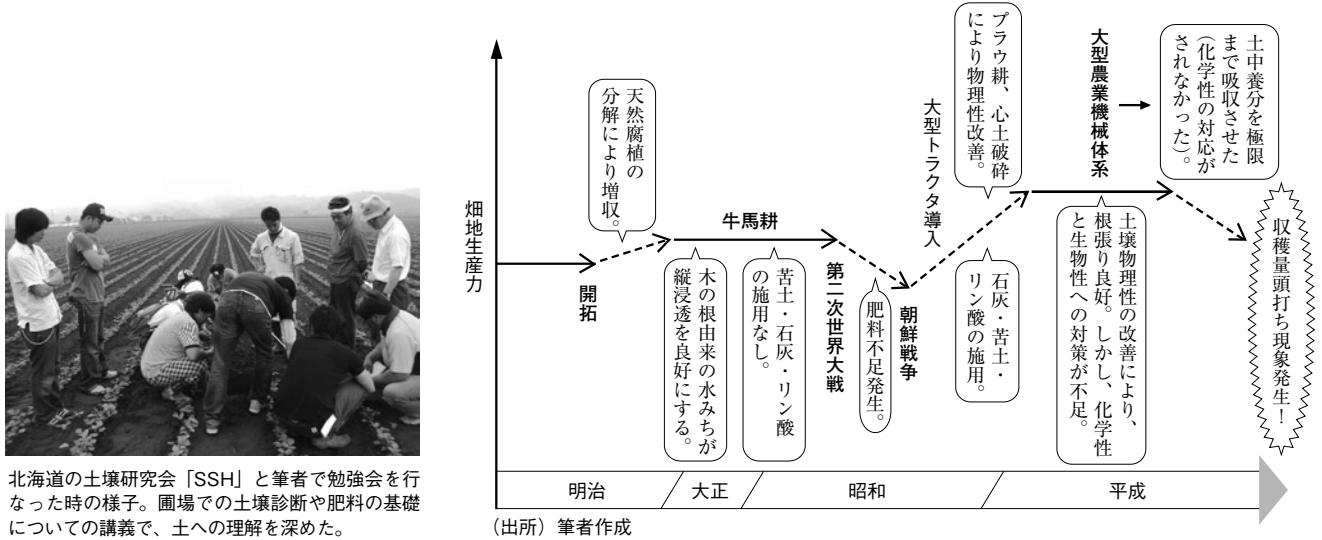 北海道の土壌研究会「SSH」と筆者で勉強会を行
なった時の様子。圃場での土壌診断や肥料の基礎
についての講義で、土への理解を深めた。
畑地生産力
開拓
天然腐植の
分解により増収。
牛馬耕
木の根由来の水みちが
縦浸透を良好にする。
苦土・石灰・リン酸
の施用なし。
第二次世界大戦
肥料不足発生。
朝鮮戦争
大型トラクタ導入
プラウ耕、心土破砕
により物理性改善。
石灰・苦土・
リン酸の施用。
大型農業機械体系
土壌物理性の改善により、
根張り良好。しかし、化学性
と生物性への対策が不足。
土中養分を極限
まで吸収させた
(化学性の対応が
されなかった)。
収穫量頭打ち現象発生！
明治
大正
昭和
平成
(出所)筆者作成